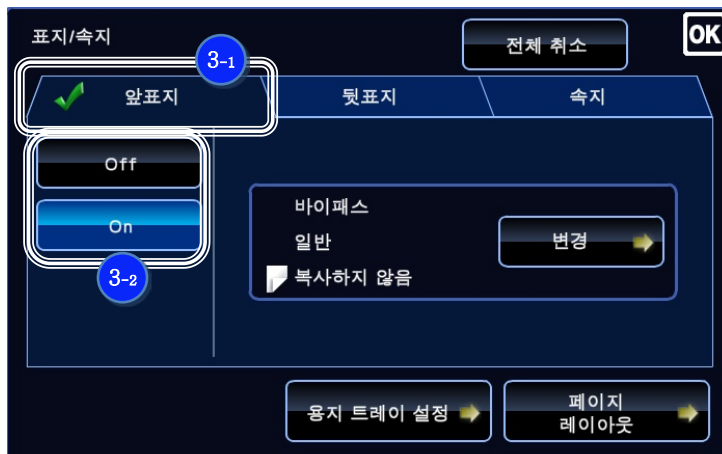 표지/속지
전체 취소
OK
3-1
앞표지
뒷표지
속지
Off
On
3-2
바이패스
일반
복사하지 않음
변경
용지 트레이 설정
페이지
레이아웃